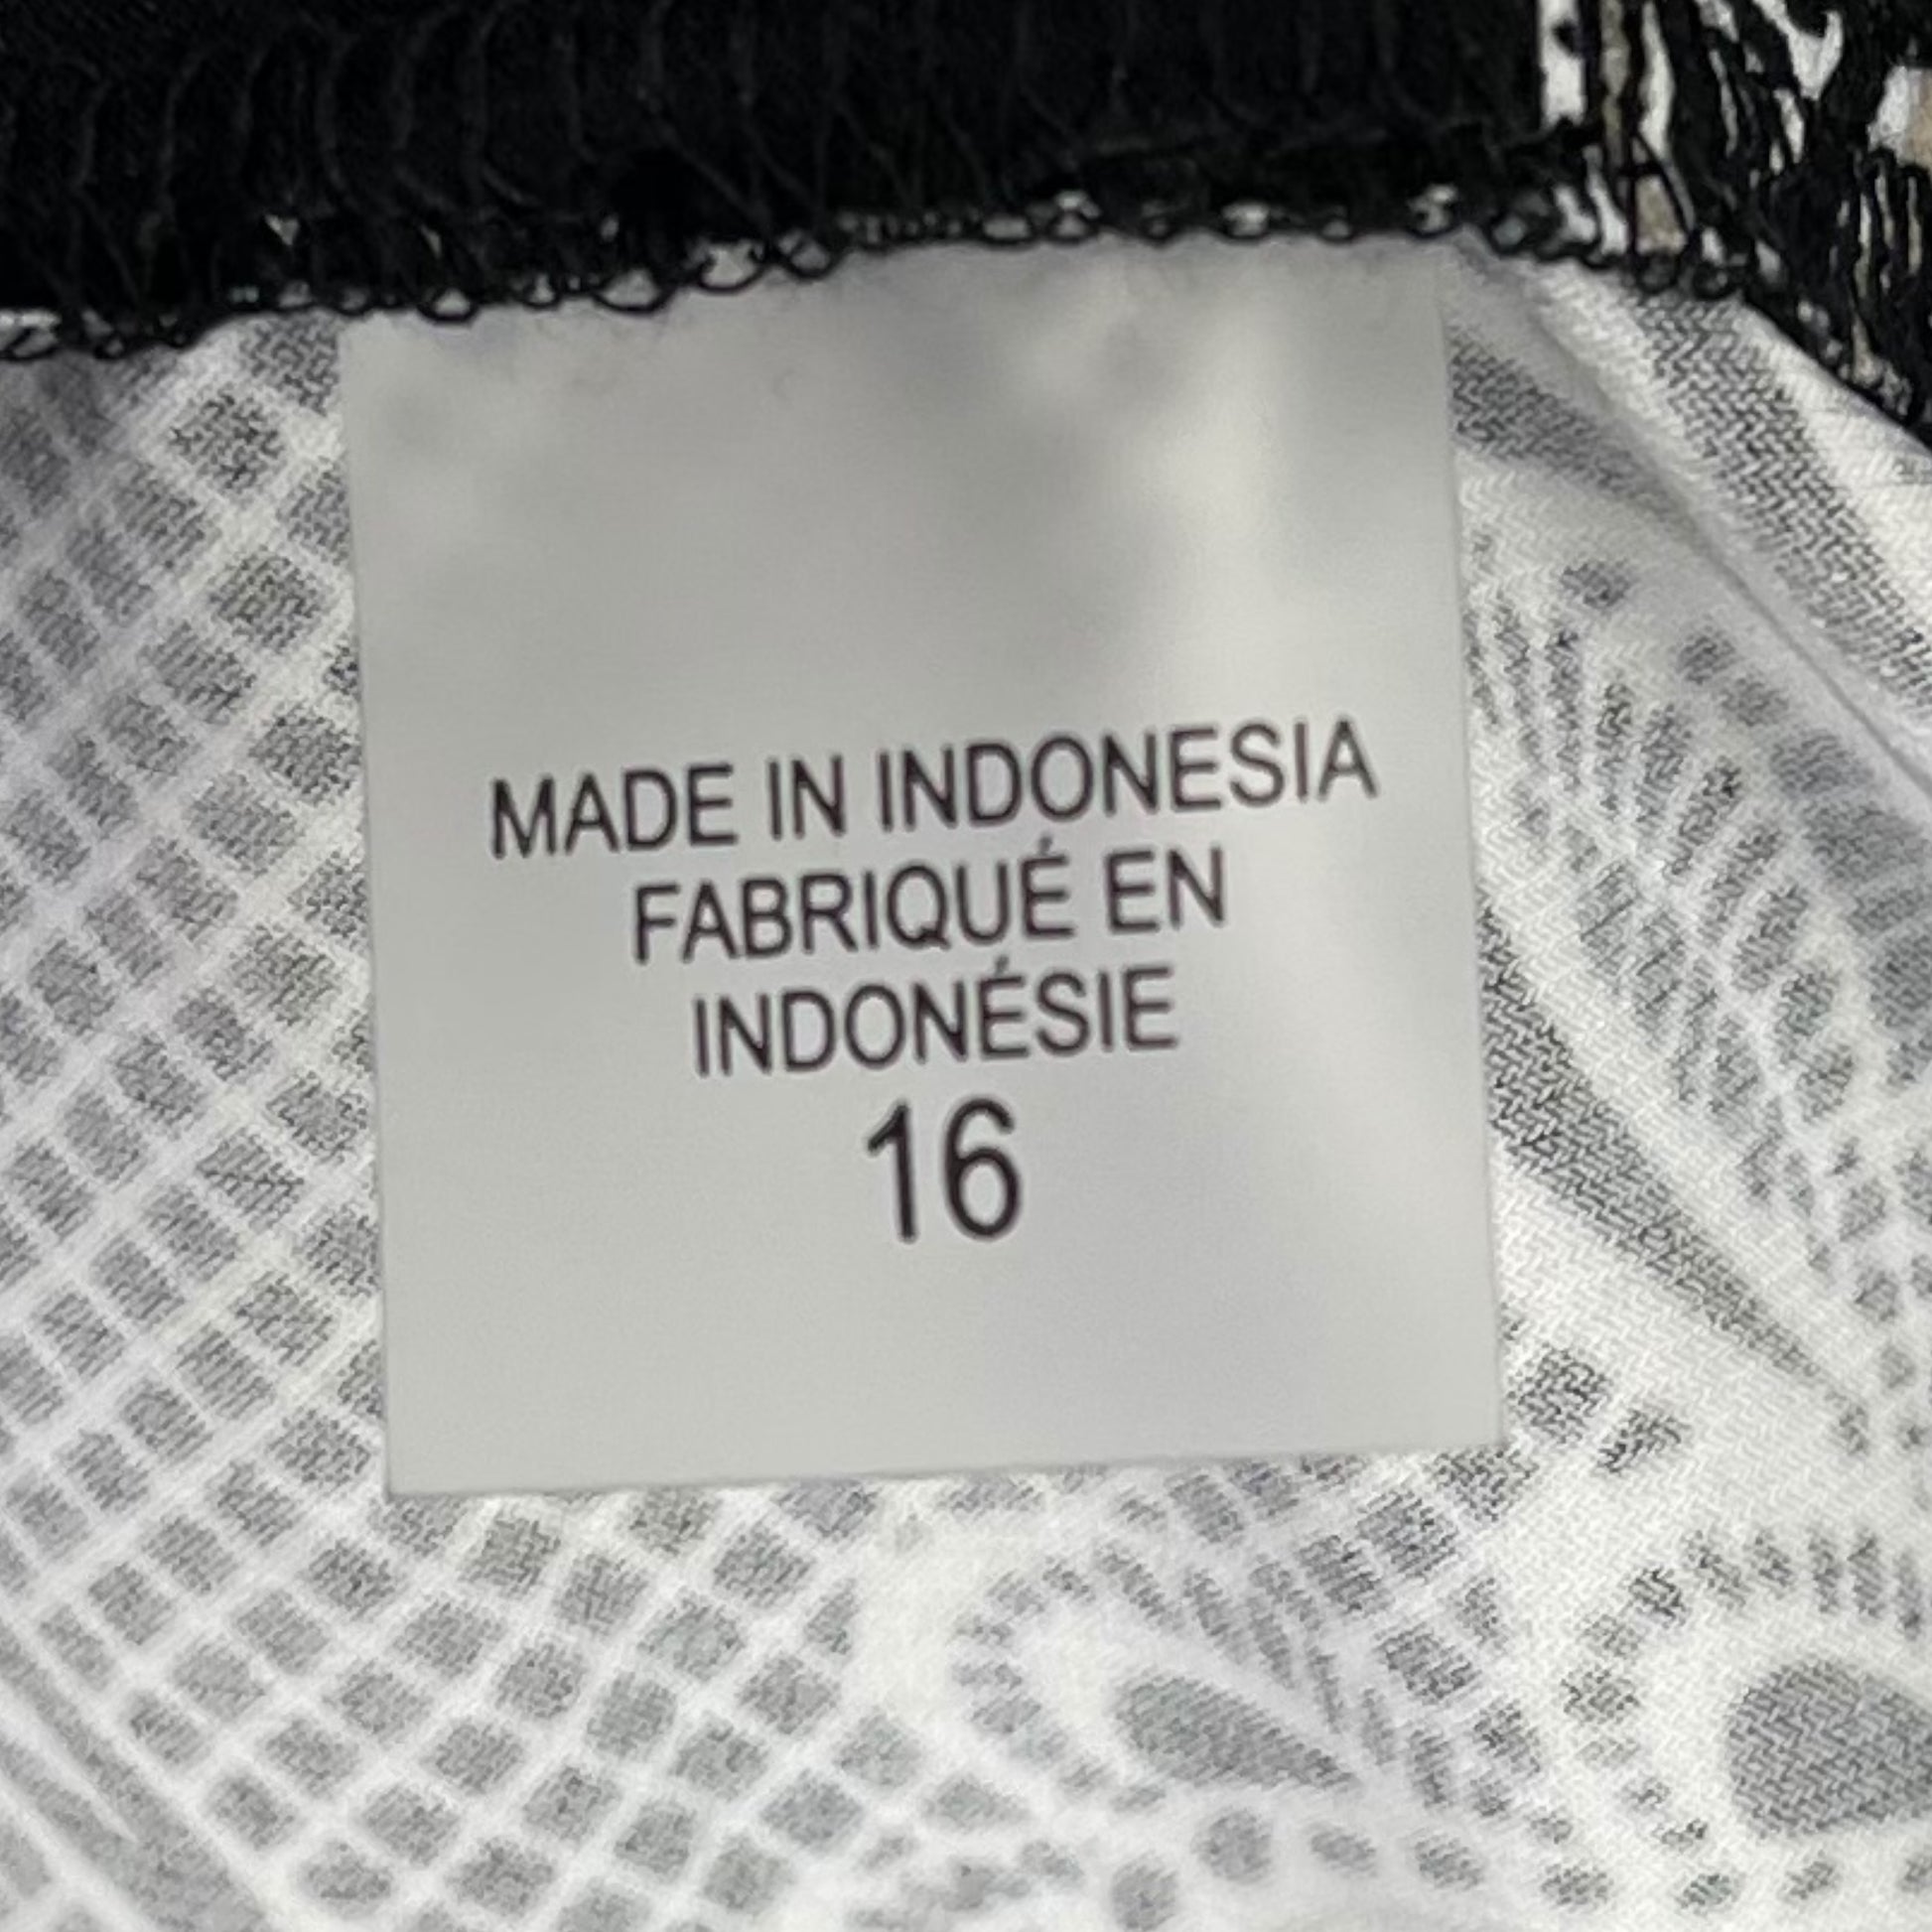 MADE IN INDONESIA
FABRIQUÉ EN
INDONÉSIE
16